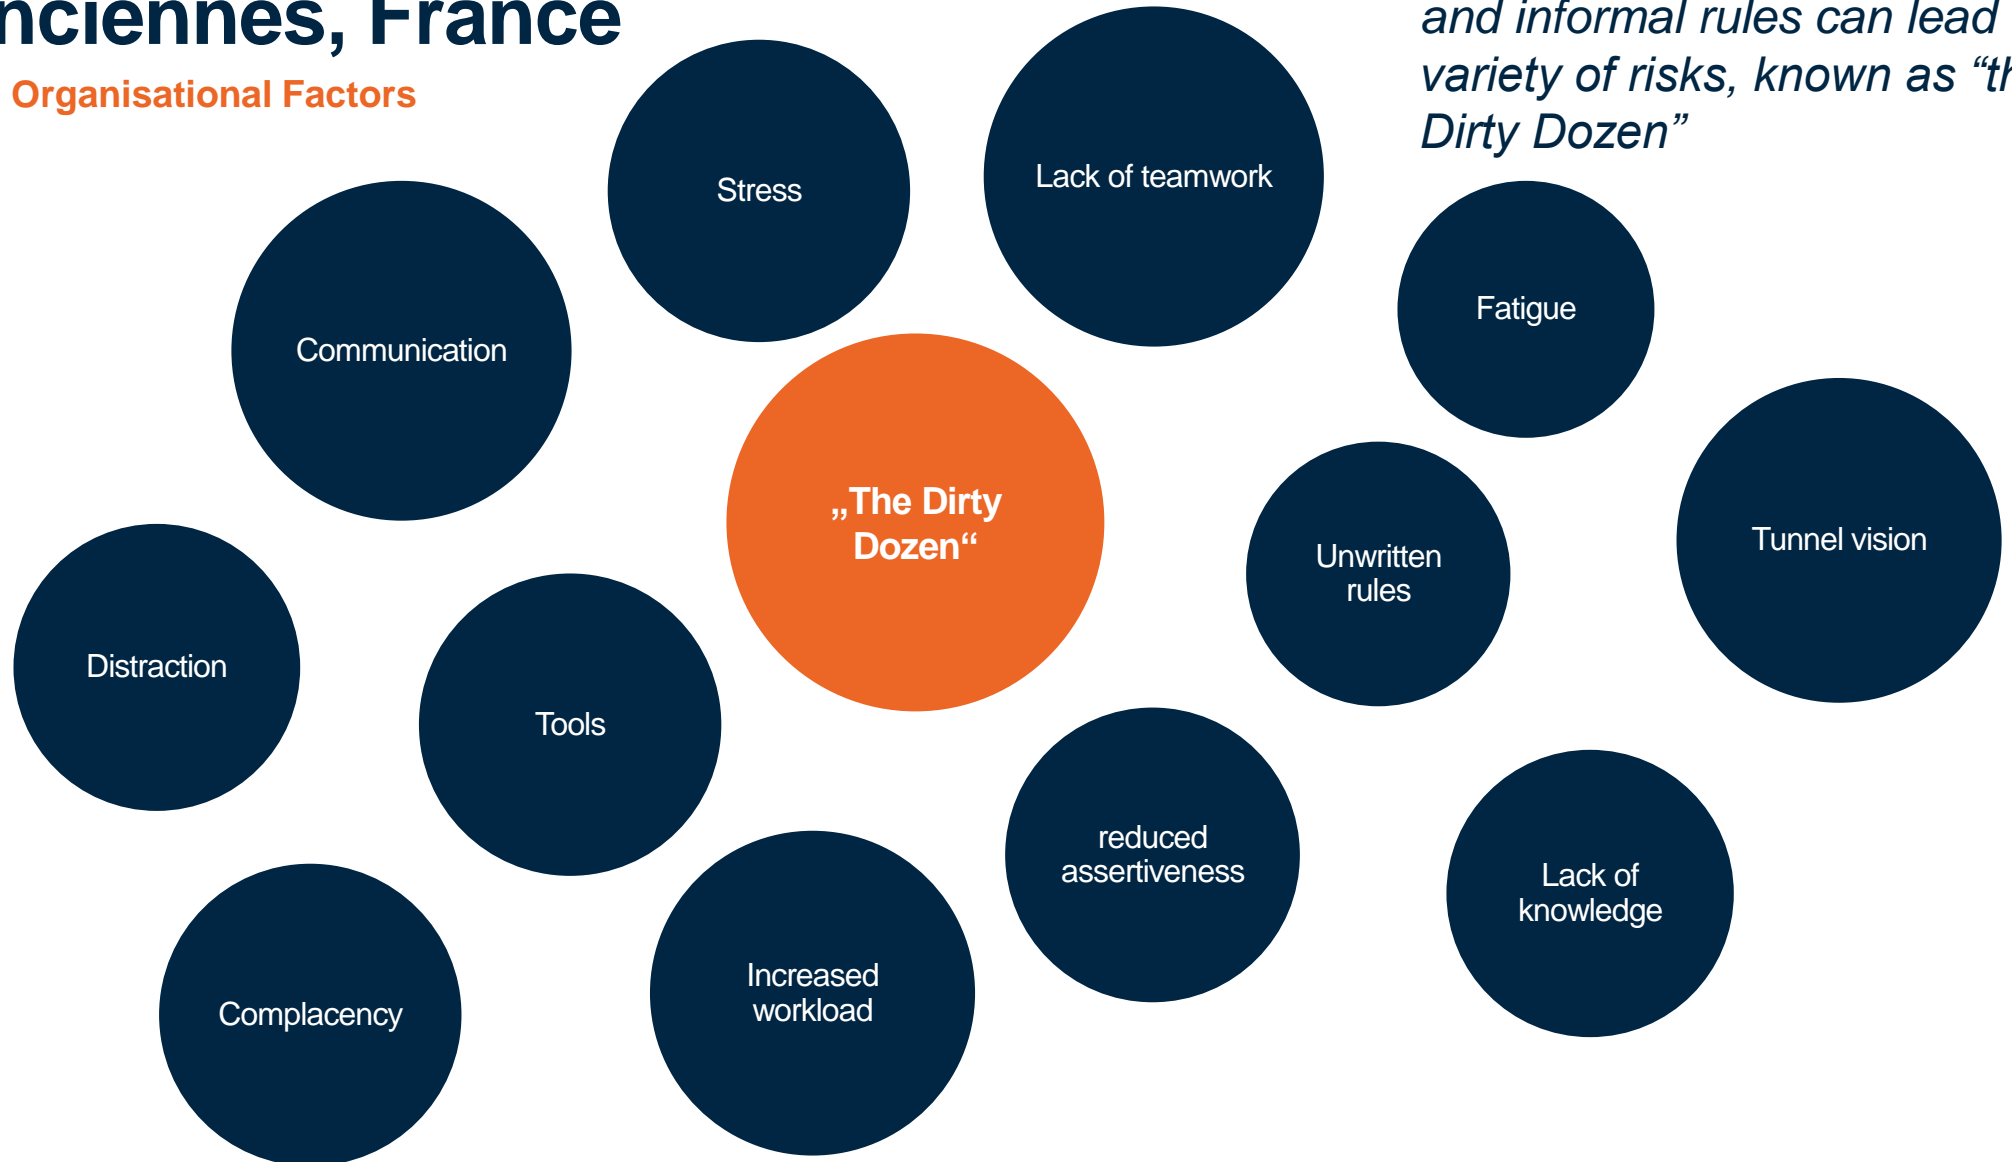 nciennes, France
Organisational Factors
and informal rules can lead
variety of risks, known as “th
Dirty Dozen”
Stress
Lack of teamwork
Fatigue
Communication
„The Dirty
Dozen“
Unwritten
rules
Tunnel vision
Distraction
Tools
reduced
assertiveness
Lack of
knowledge
Complacency
Increased
workload